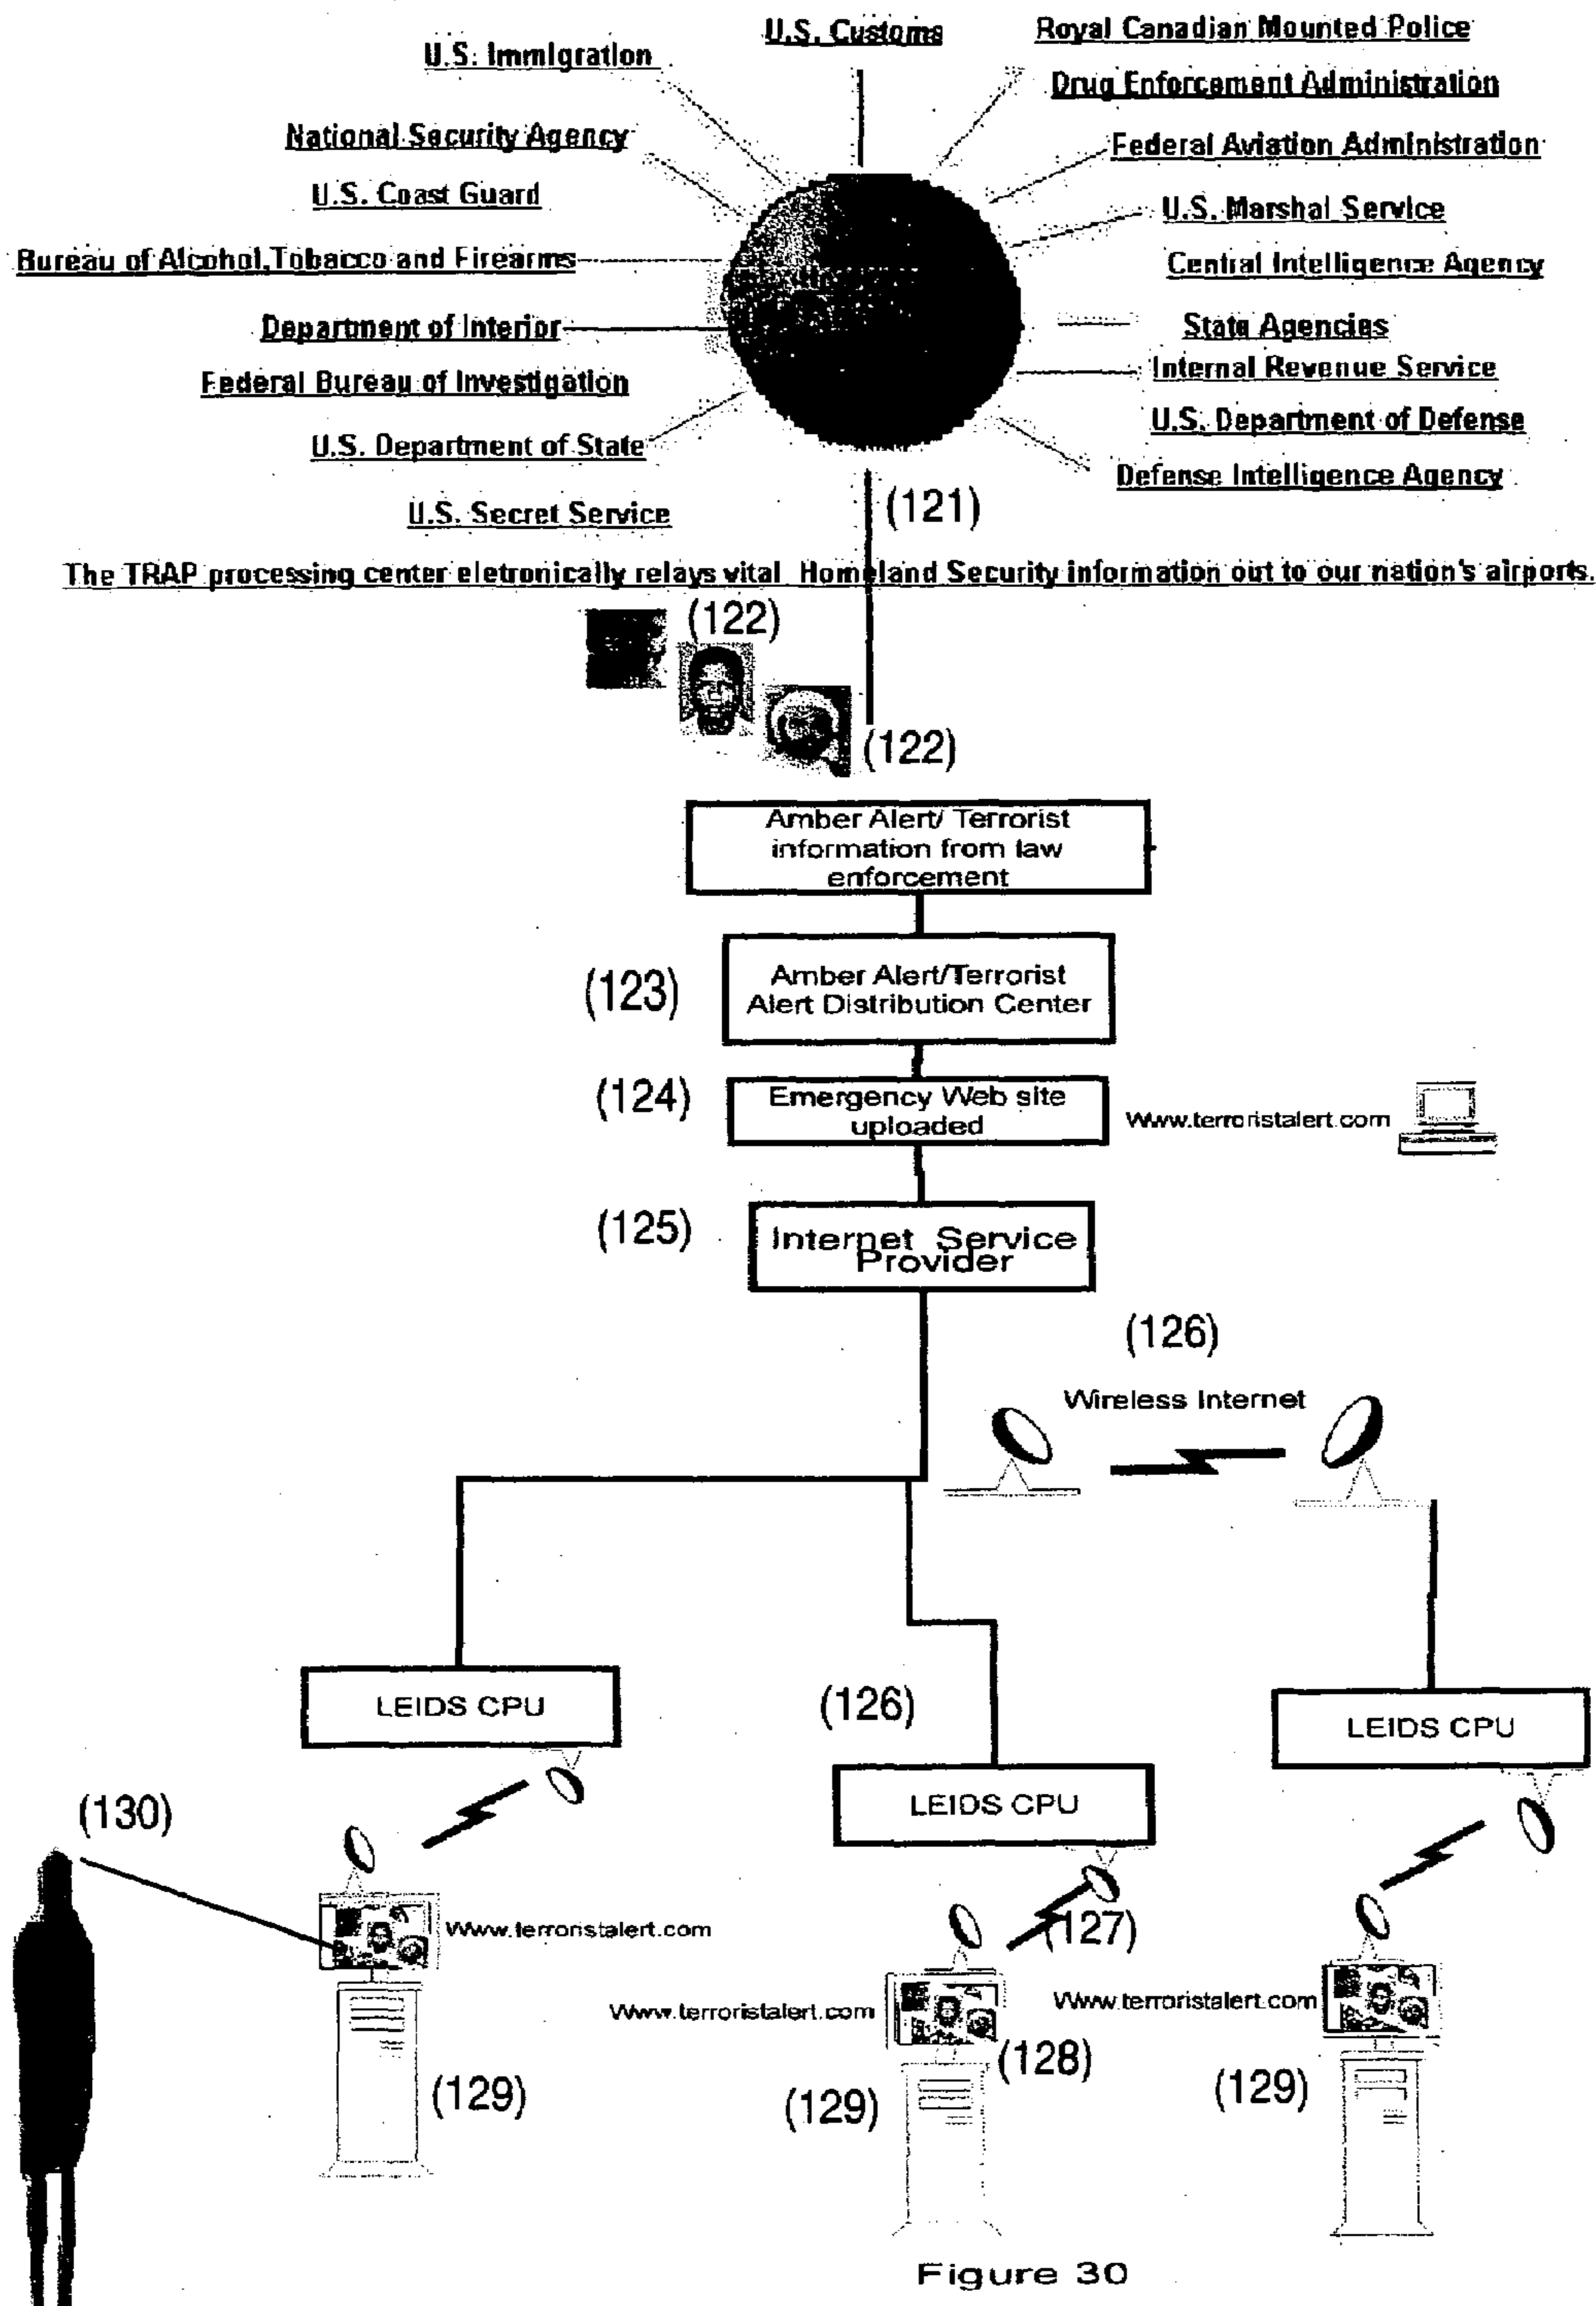 U.S. Customs
Royal Canadian Mounted Police
U.S. Immigration
Drug Enforcement Administration
National Security Agency
Federal Aviation Administration
U.S. Coast Guard
U.S. Marshal Service
Bureau of Alcohol,Tobacco and Firearms
Central Intelligence Agency
Department of Interior
State Agencies
Federal Bureau of Investigation
Internal Revenue Service
U.S. Department of State
U.S. Department of Defense
Defense Intelligence Agency
U.S. Secret Service
(121)
The TRAP processing center eletronically relays vital Homeland Security information out to our nation's airports.
(122)
(122)
Amber Alert/ Terrorist
information from law
enforcement
(123)
Amber Alert/Terrorist
Alert Distribution Center
(124)
Emergency Web site
uploaded
Www.terroristalert.com
(125)
Internet Service
Provider
(126)
Wireless Internet
LEIDS CPU
(126)
LEIDS CPU
LEIDS CPU
(130)
Www.terroristalert.com
(127)
Www.terroristalert.com
Www.terroristalert.com
(128)
(129)
(129)
(129)
Figure 30